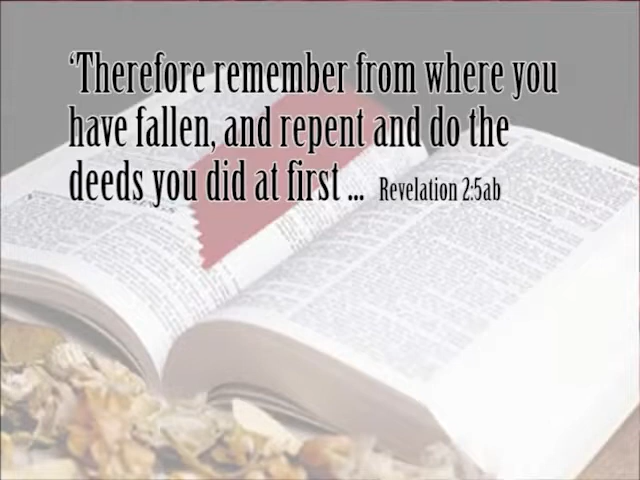 ‘Therefore remember from where you
have fallen, and repent and do the
deeds you did at first ... Revelation 2:5ab